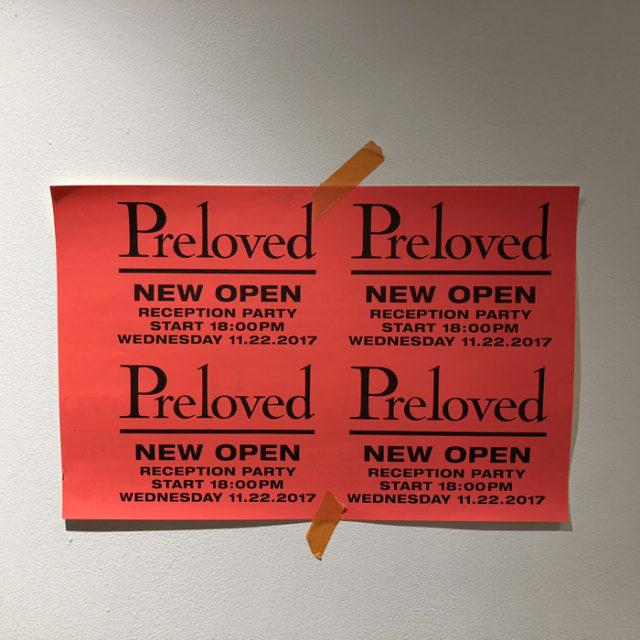 Preloved
NEW OPEN
RECEPTION PARTY
START 18:00PM
WEDNESDAY 11.22.2017
Preloved
NEW OPEN
RECEPTION PARTY
START 18:00PM
WEDNESDAY 11.22.2017
Preloved
NEW OPEN
RECEPTION PARTY
START 18:00PM
WEDNESDAY 11.22.2017
Preloved
NEW OPEN
RECEPTION PARTY
START 18:00PM
WEDNESDAY 11.22.2017